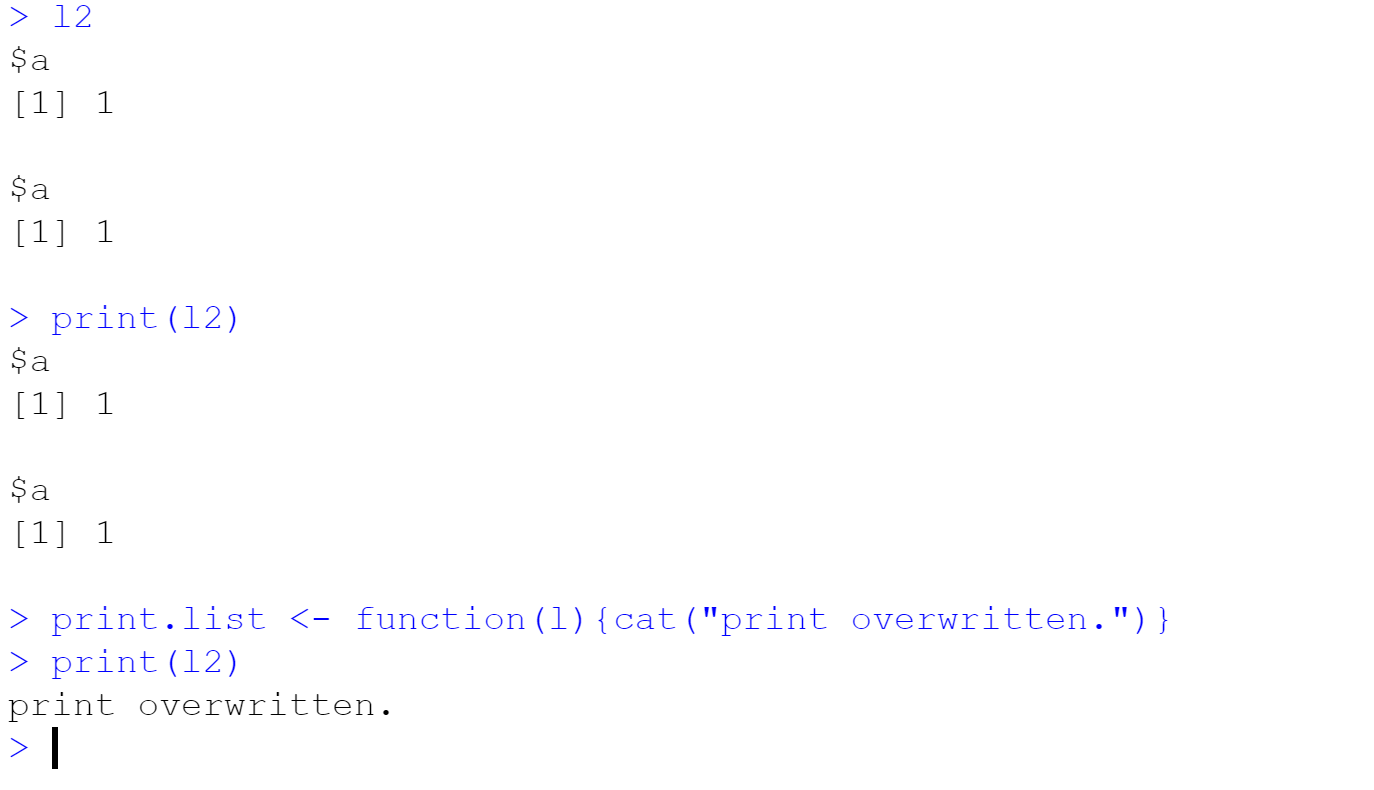 > l2
$a
[1] 1
$a
[1] 1
> print(l2)
$a
[1] 1
$a
[1] 1
> print.list <- function(l){cat("print overwritten.")}
> print(l2)
print overwritten.
>